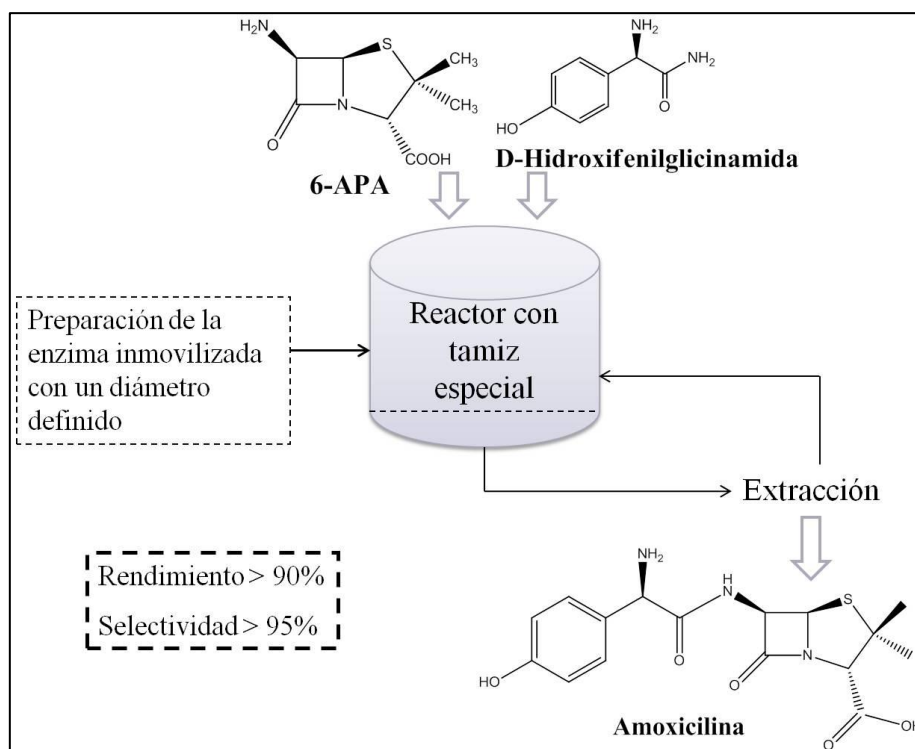 H₂N
S
CH₃
CH₃
N
O
COOH
6-APA
NH₂
NH₂
O
HO
D-Hidroxifenilglicinamida
Preparación de la
enzima inmovilizada
con un diámetro
definido
Reactor con
tamiz
especial
Extracción
Rendimiento > 90%
Selectividad > 95%
NH₂
H
N
S
O
O
N
HO
O
OH
Amoxicilina